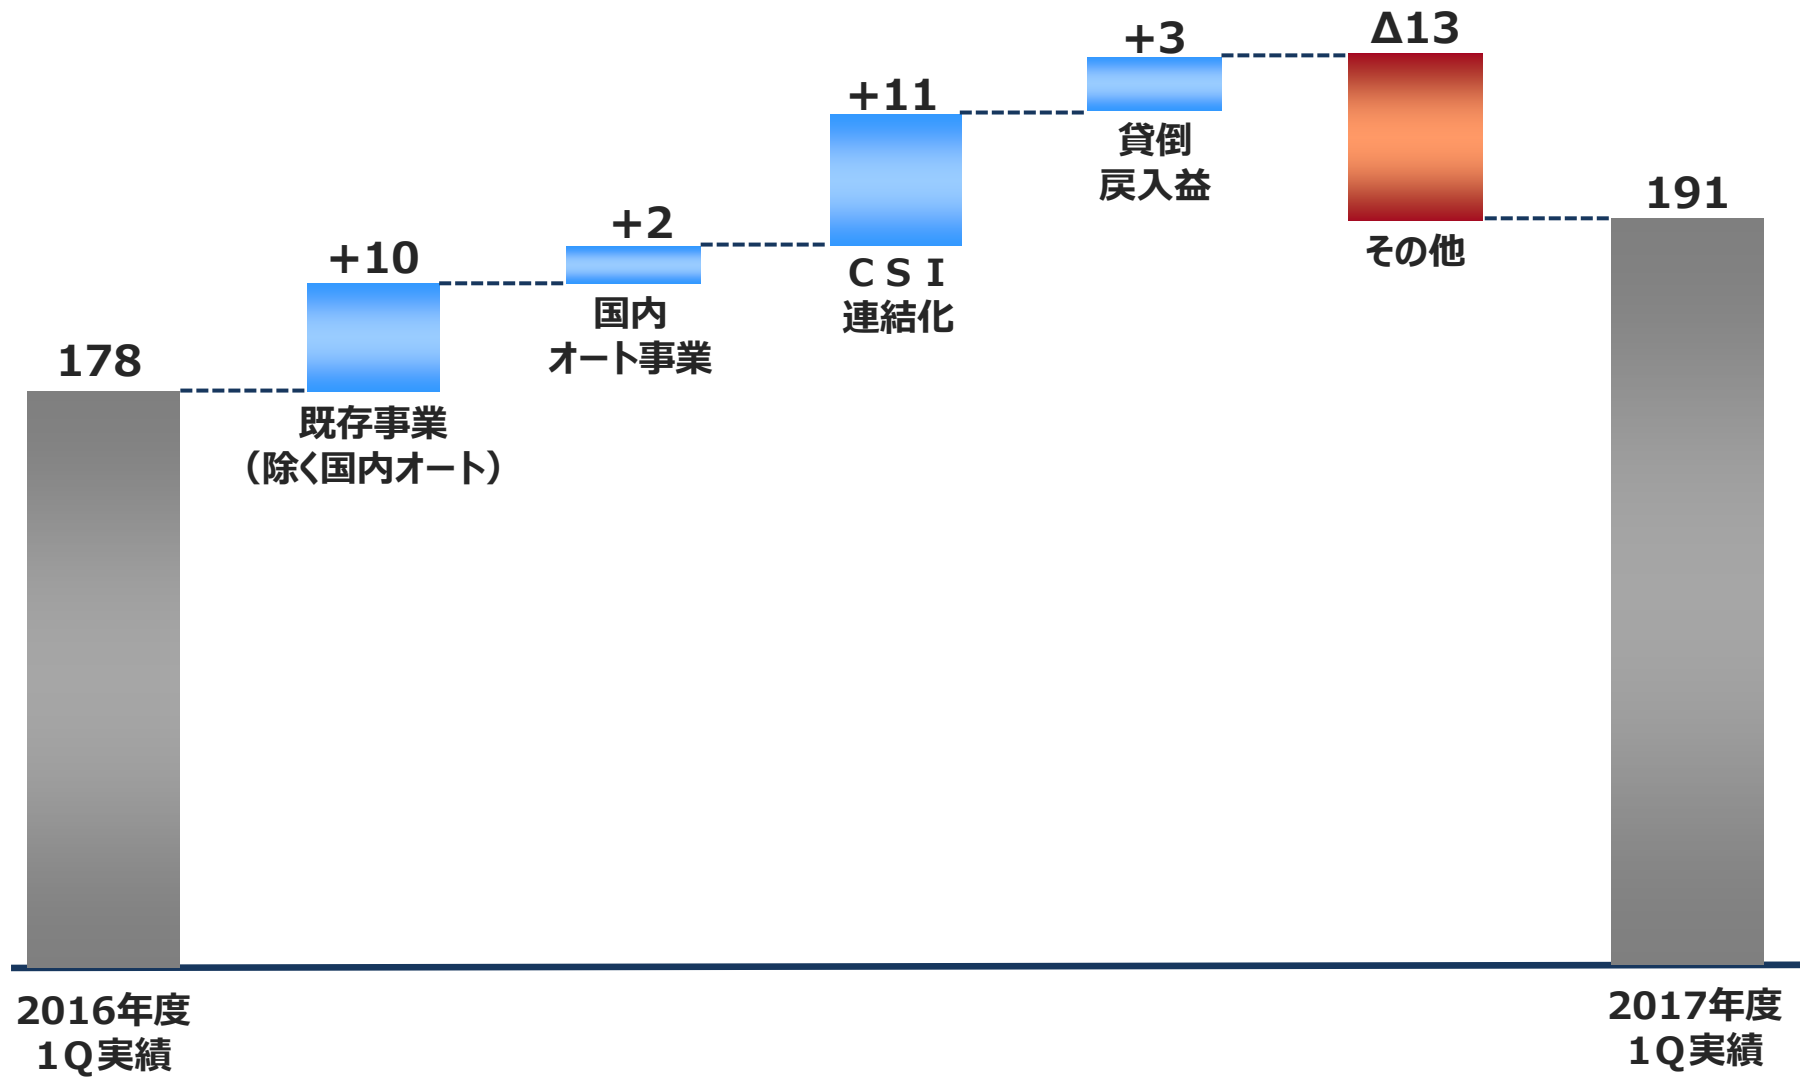 178
+10
既存事業
（除く国内オート）
+2
国内
オート事業
+11
ＣＳＩ
連結化
+3
貸倒
戻入益
Δ13
その他
191
2016年度
1Q実績
2017年度
1Q実績